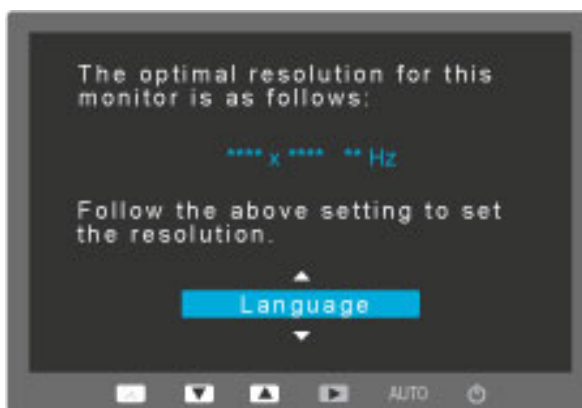 The optimal resolution for this
monitor is as follows:
**** x **** ** Hz
Follow the above setting to set
the resolution.
Language
AUTO